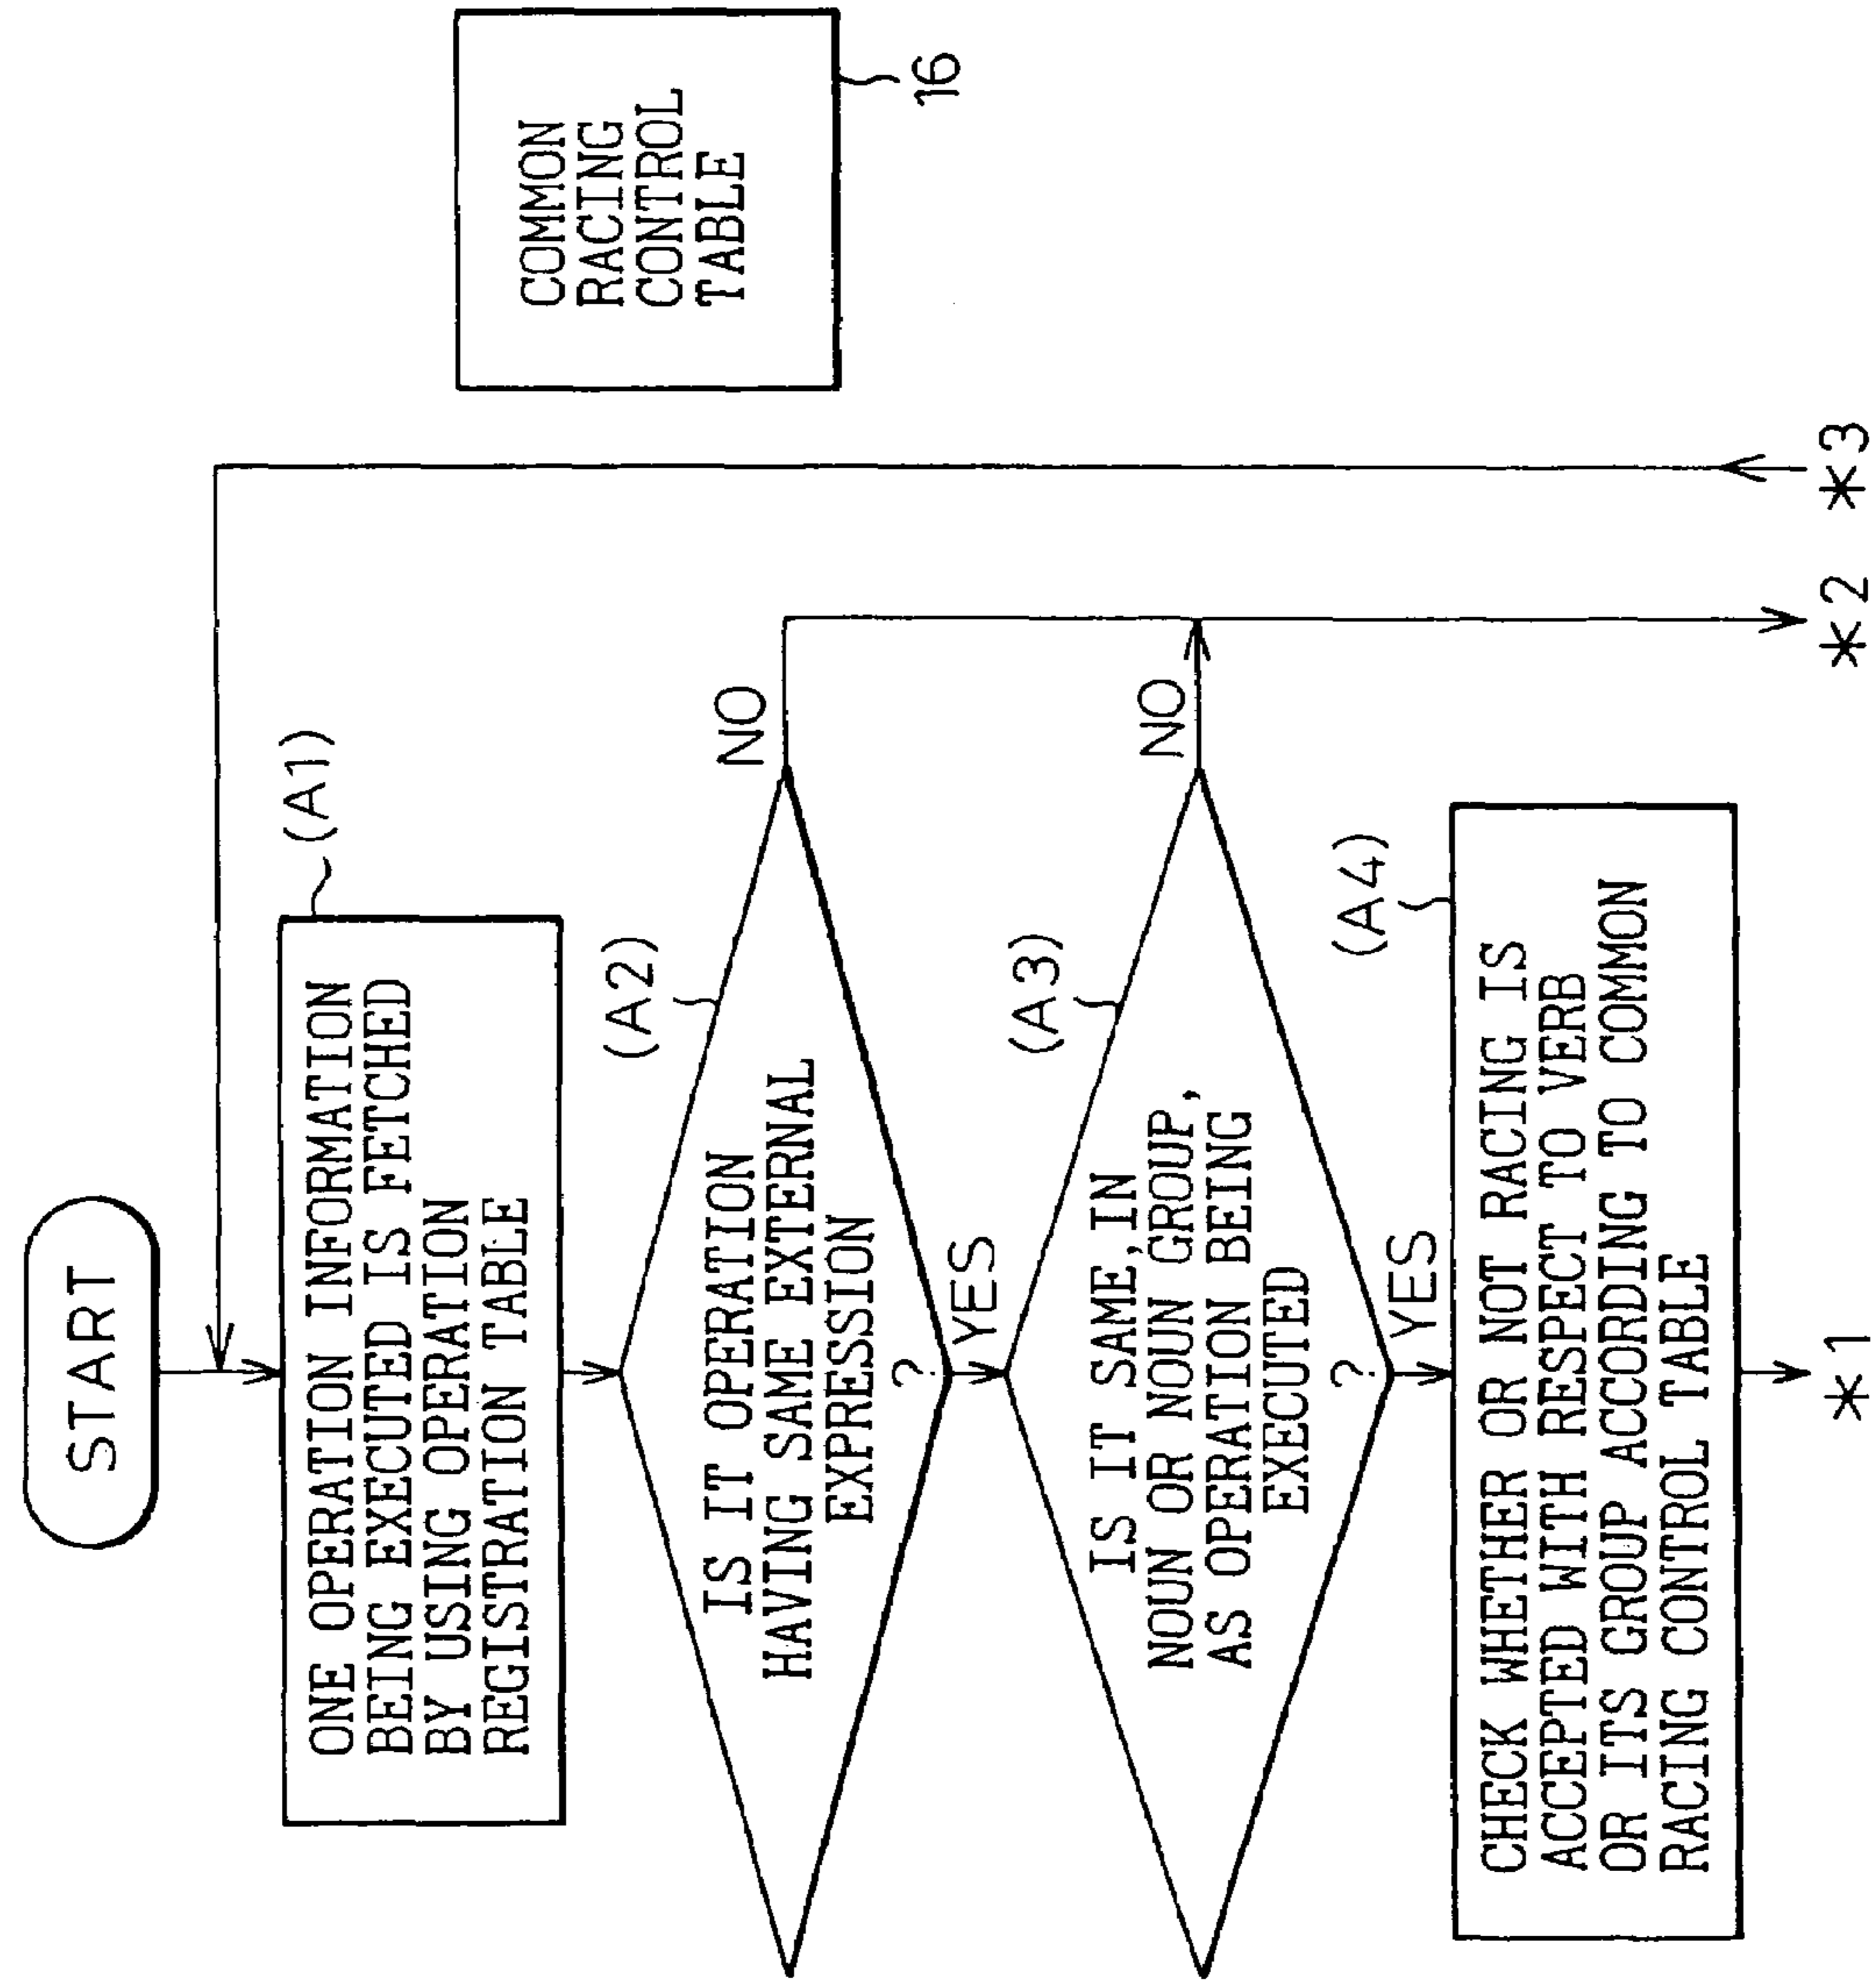 START
(A1)
ONE OPERATION INFORMATION
BEING EXECUTED IS FETCHED
BY USING OPERATION
REGISTRATION TABLE
(A2)
IS IT OPERATION
HAVING SAME EXTERNAL
EXPRESSION
?
NO
YES
(A3)
IS IT SAME,IN
NOUN OR NOUN GROUP,
AS OPERATION BEING
EXECUTED
?
NO
YES
(A4)
CHECK WHETHER OR NOT RACING IS
ACCEPTED WITH RESPECT TO VERB
OR ITS GROUP ACCORDING TO COMMON
RACING CONTROL TABLE
*1
*2
*3
COMMON
RACING
CONTROL
TABLE
16